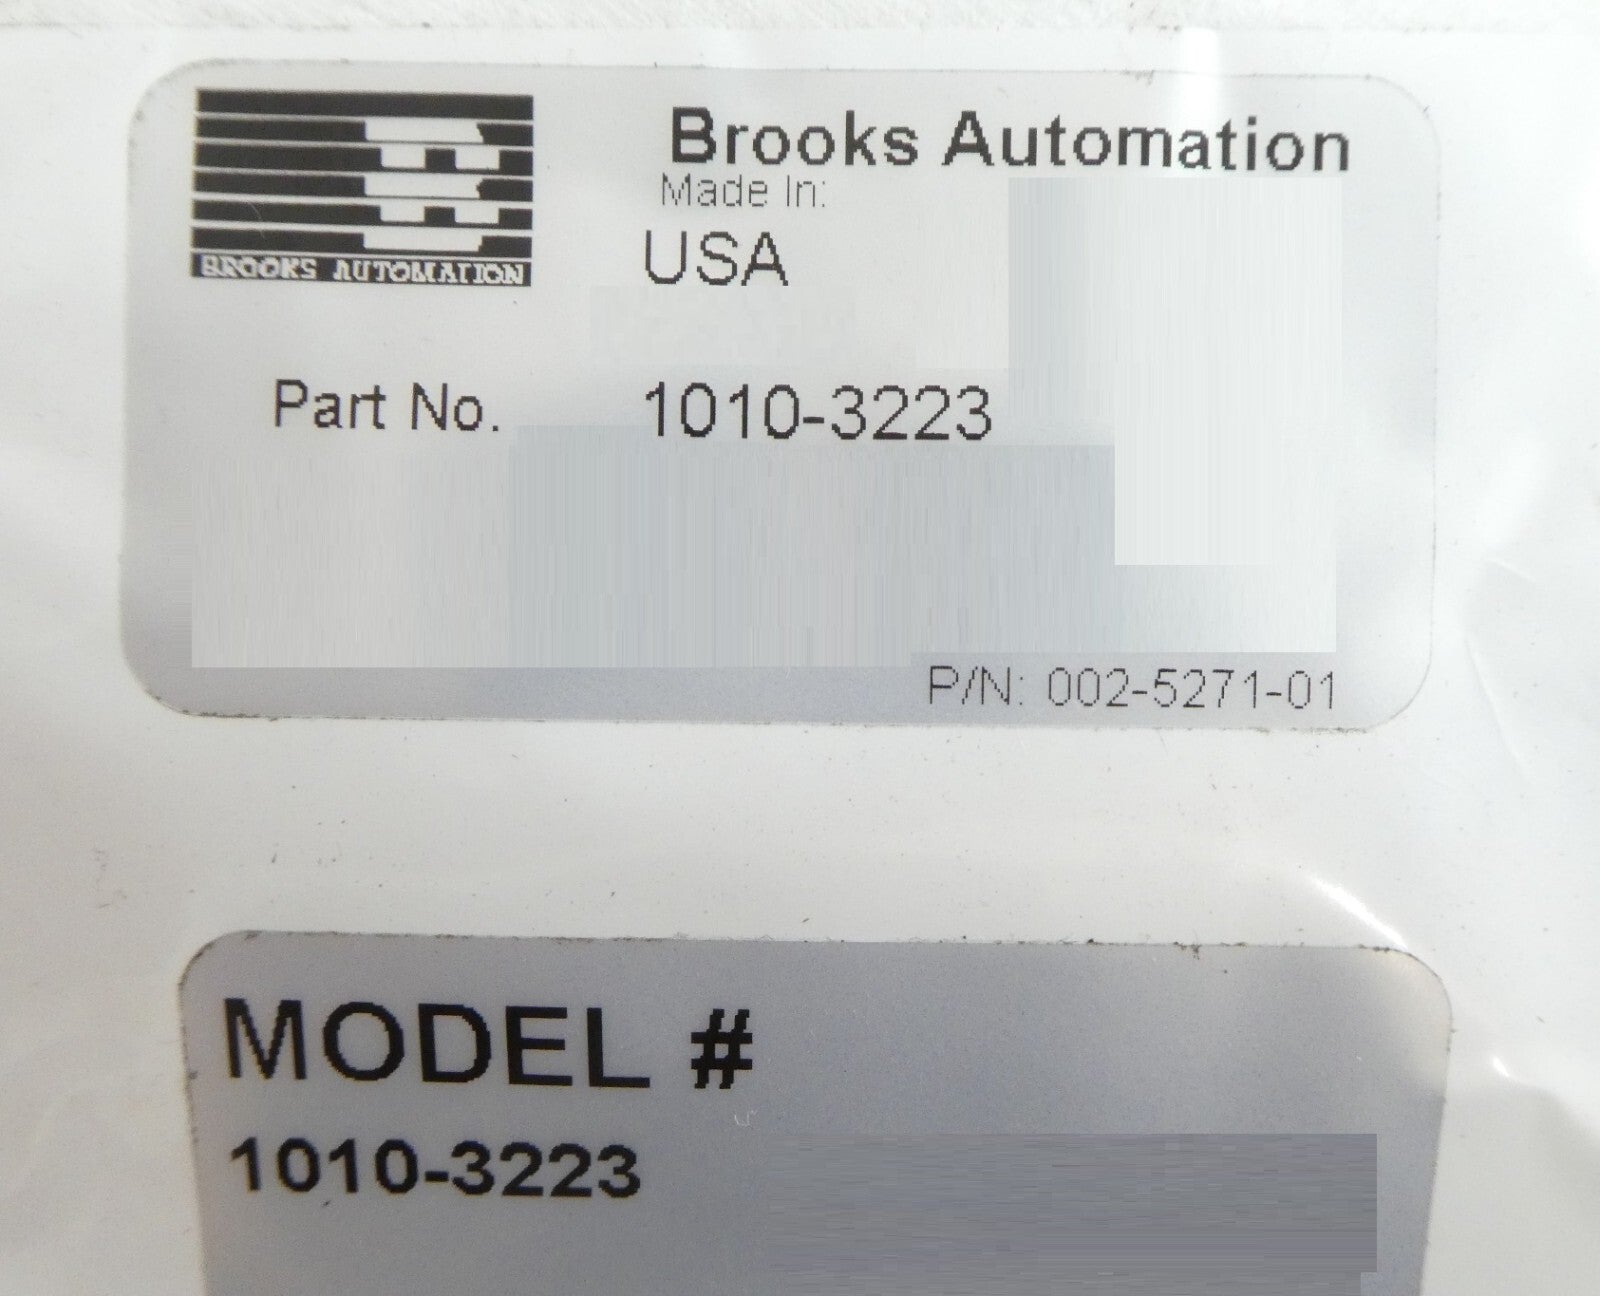 BROOKS AUTOMATION
Brooks Automation
Made In:
USA
Part No. 1010-3223
P/N: 002-5271-01
MODEL #
1010-3223